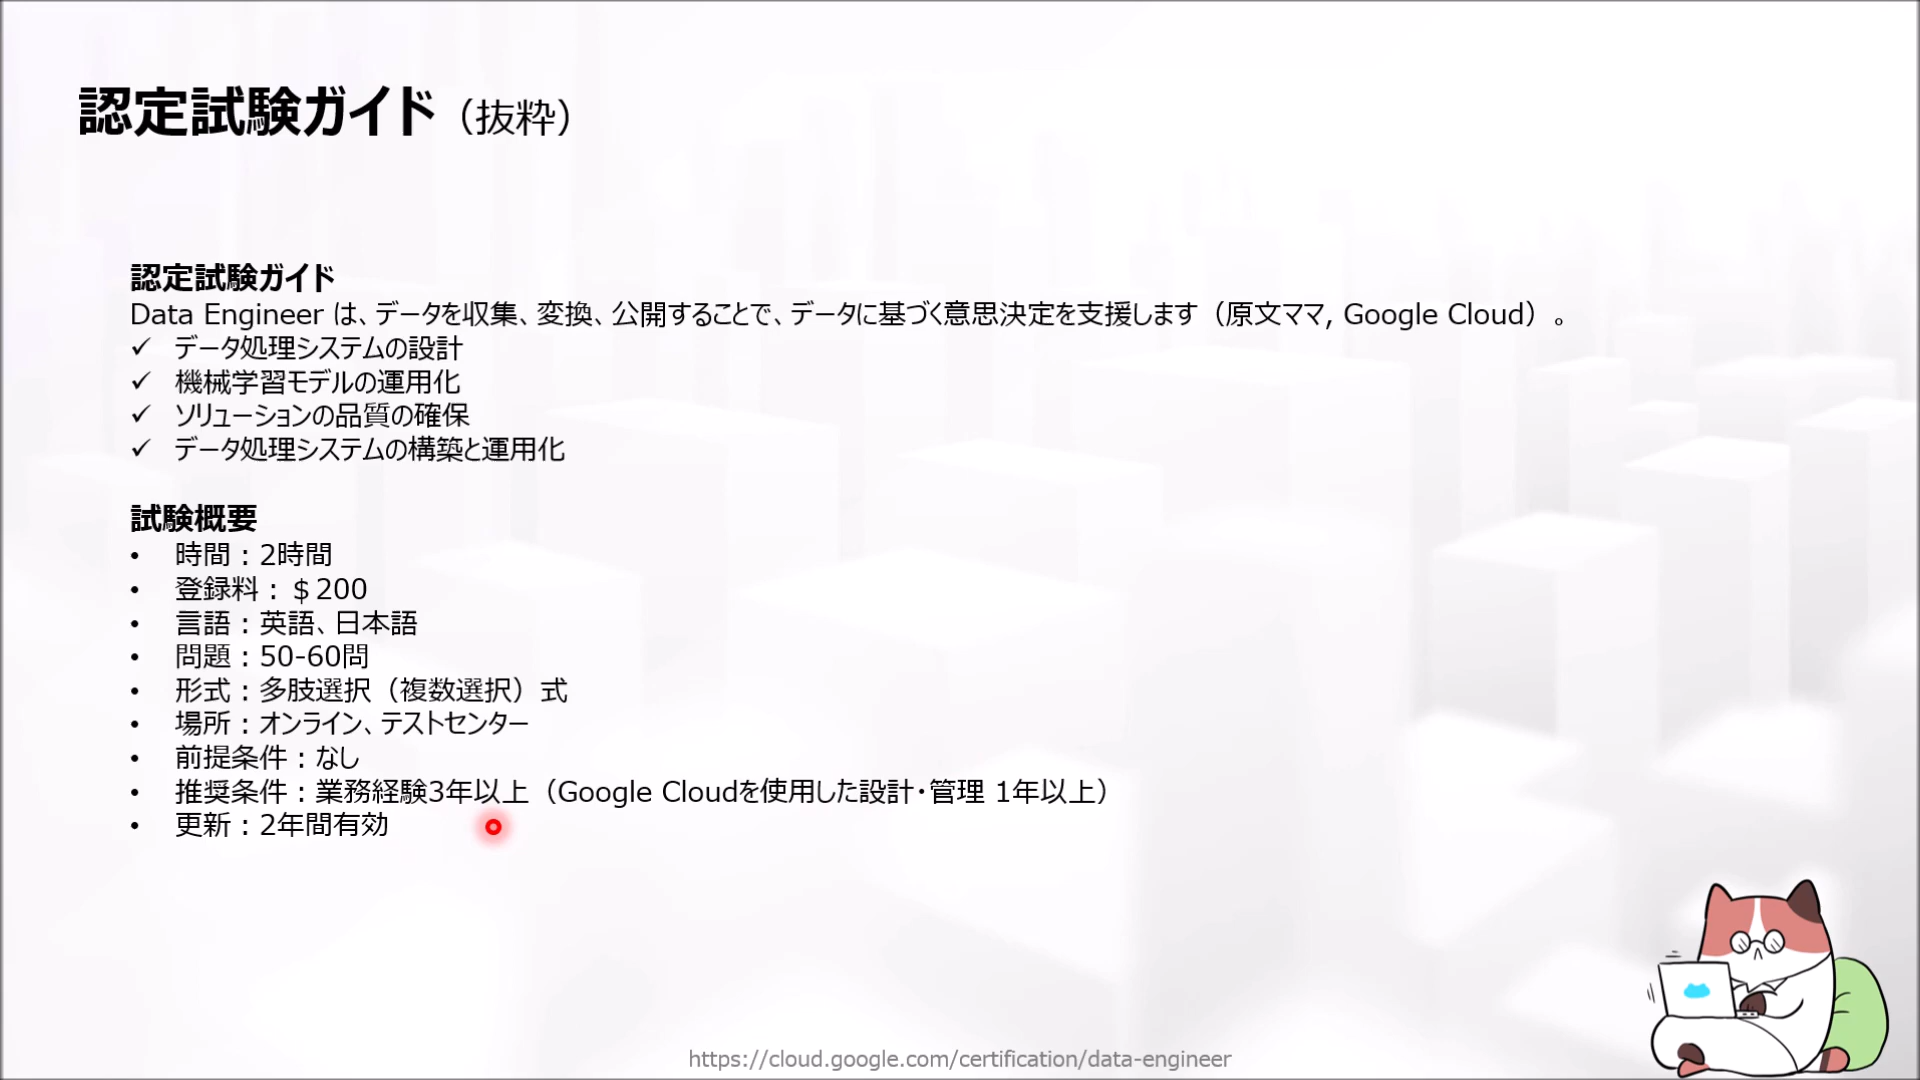 認定試験ガイド（抜粋）
認定試験ガイド
Data Engineer は、データを収集、変換、公開することで、データに基づく意思決定を支援します（原文ママ, Google Cloud）。
✓ データ処理システムの設計
✓ 機械学習モデルの運用化
✓ ソリューションの品質の確保
✓ データ処理システムの構築と運用化
試験概要
• 時間：2時間
• 登録料：＄200
• 言語：英語、日本語
• 問題：50-60問
• 形式：多肢選択（複数選択）式
• 場所：オンライン、テストセンター
• 前提条件：なし
• 推奨条件：業務経験3年以上（Google Cloudを使用した設計・管理 1年以上）
• 更新：2年間有効
https://cloud.google.com/certification/data-engineer